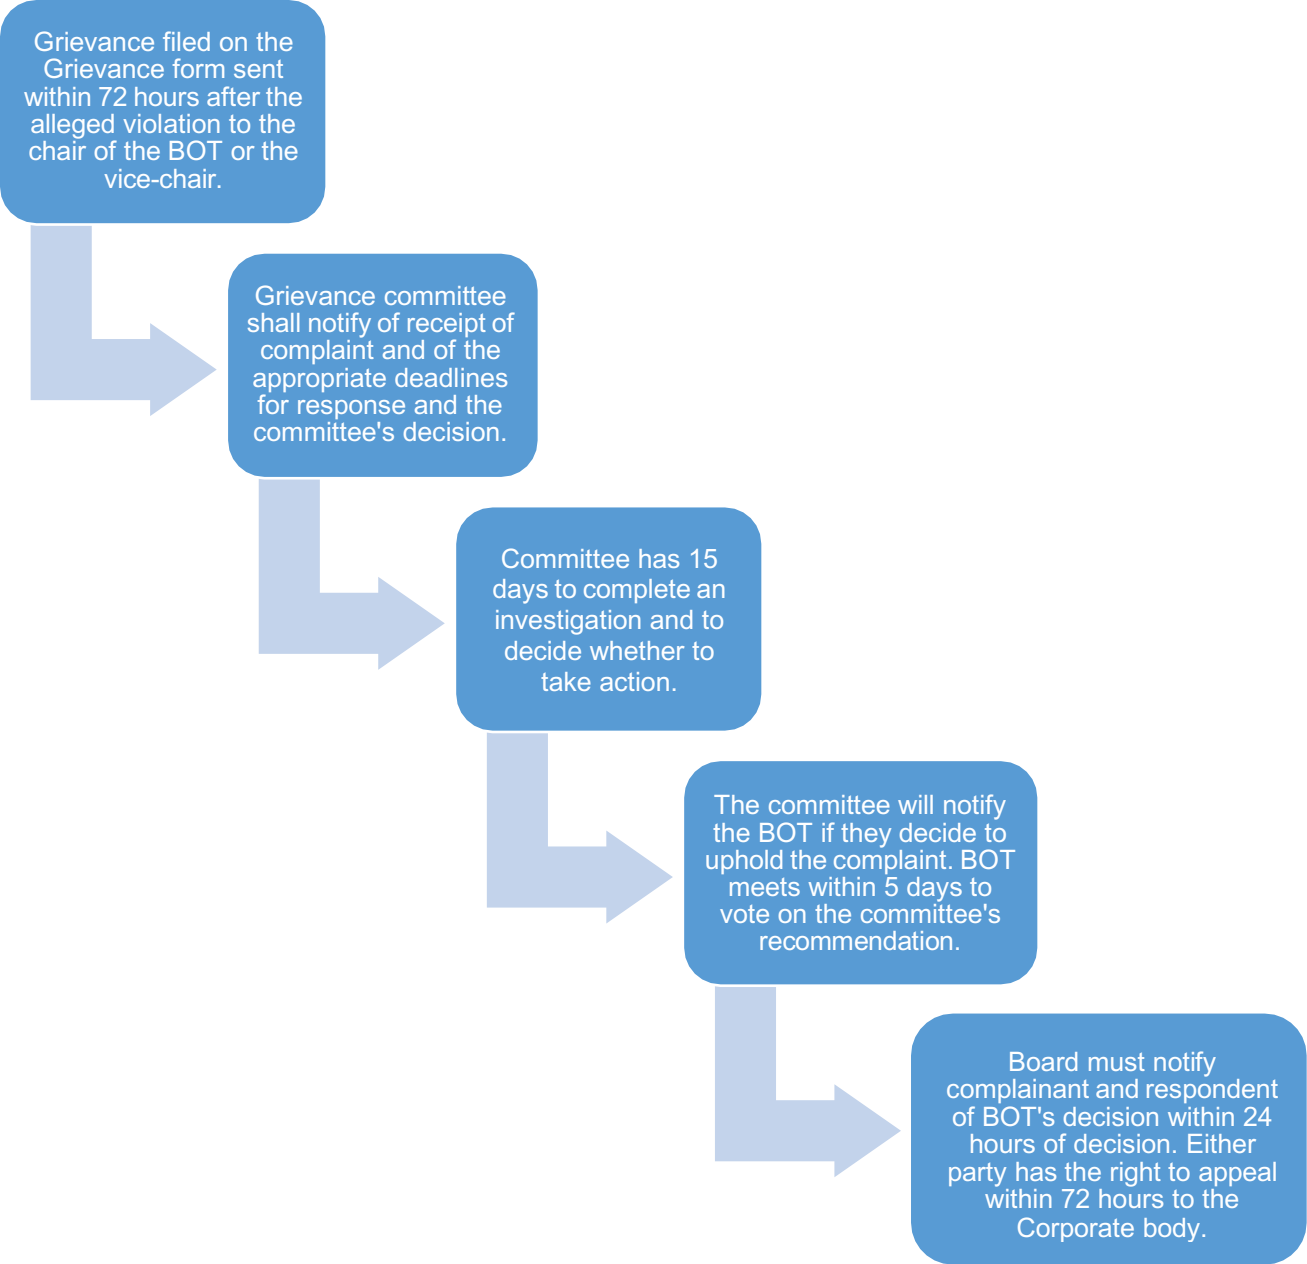 Grievance filed on the
Grievance form sent
within 72 hours after the
alleged violation to the
chair of the BOT or the
vice-chair.
Grievance committee
shall notify of receipt of
complaint and of the
appropriate deadlines
for response and the
committee's decision.
Committee has 15
days to complete an
investigation and to
decide whether to
take action.
The committee will notify
the BOT if they decide to
uphold the complaint. BOT
meets within 5 days to
vote on the committee's
recommendation.
Board must notify
complainant and respondent
of BOT's decision within 24
hours of decision. Either
party has the right to appeal
within 72 hours to the
Corporate body.